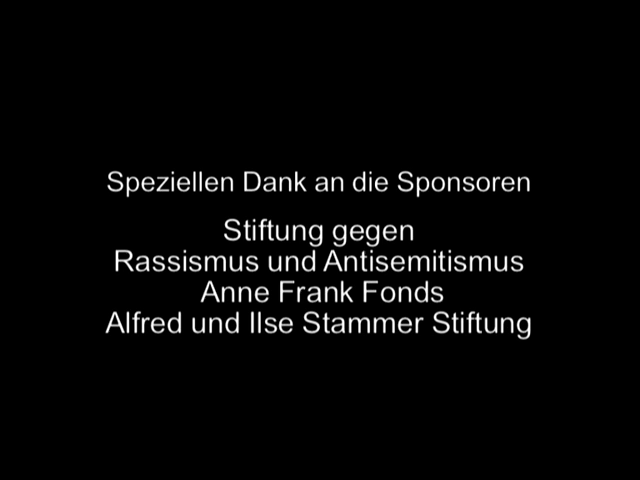 Speziellen Dank an die Sponsoren
Stiftung gegen
Rassismus und Antisemitismus
Anne Frank Fonds
Alfred und Ilse Stammer Stiftung